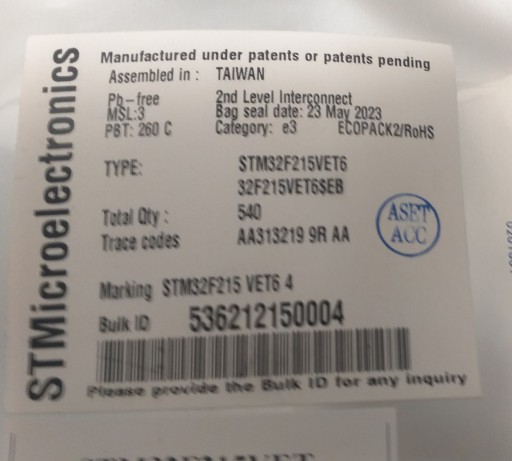 STMicroelectronics
Manufactured under patents or patents pending
Assembled in : TAIWAN
Pb-free 2nd Level Interconnect
MSL:3 Bag seal date: 23 May 2023
PBT: 260 C Category: e3 ECOPACK2/RoHS
TYPE: STM32F215VET6
32F215VET6$EB
Total Qty : 540
Trace codes AA313219 9R AA
ASET
ACC
Marking STM32F215 VET6 4
Bulk ID 536212150004
Please provide the Bulk ID for any inquiry